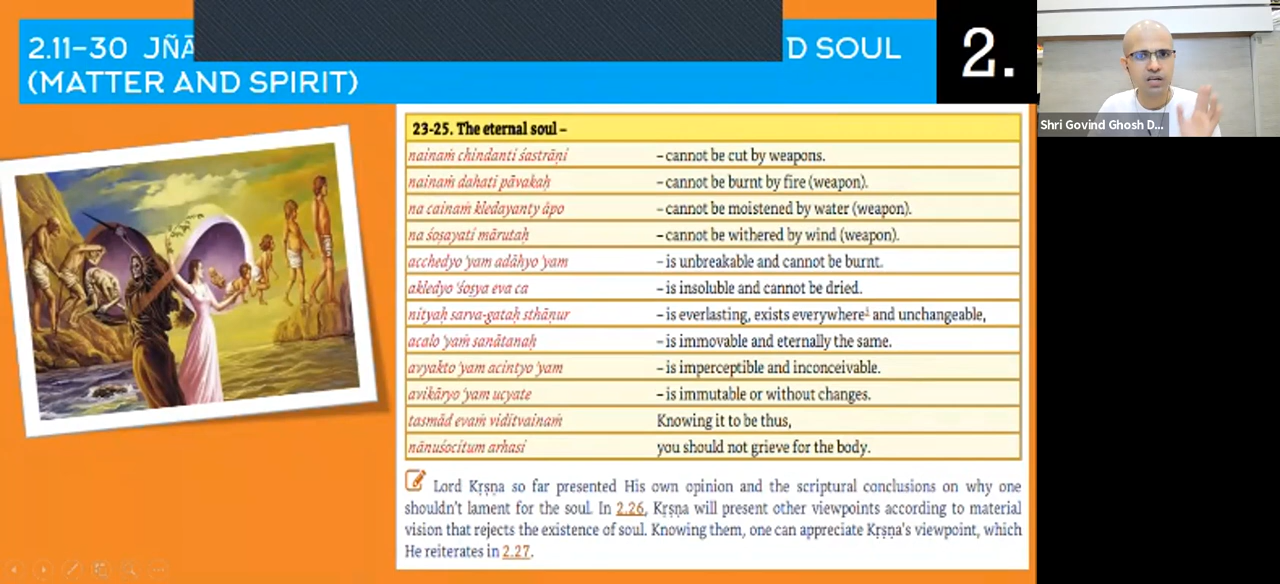 2.11–30 JÑĀ
D SOUL
(MATTER AND SPIRIT)
2.
Shri Govind Ghosh D...
23-25. The eternal soul –
nainaṁ chindanti śastrāṇi – cannot be cut by weapons.
nainaṁ dahati pāvakaḥ – cannot be burnt by fire (weapon).
na cainaṁ kledayanty āpo – cannot be moistened by water (weapon).
na śoṣayati mārutaḥ – cannot be withered by wind (weapon).
acchedyo 'yam adāhyo 'yam – is unbreakable and cannot be burnt.
akledyo 'śoṣya eva ca – is insoluble and cannot be dried.
nityaḥ sarva-gataḥ sthāṇur – is everlasting, exists everywhere¹ and unchangeable,
acalo 'yaṁ sanātanaḥ – is immovable and eternally the same.
avyakto 'yam acintyo 'yam – is imperceptible and inconceivable.
avikāryo 'yam ucyate – is immutable or without changes.
tasmād evaṁ viditvainaṁ Knowing it to be thus,
nānuśocitum arhasi you should not grieve for the body.
Lord Kṛṣṇa so far presented His own opinion and the scriptural conclusions on why one
shouldn't lament for the soul. In 2.26, Kṛṣṇa will present other viewpoints according to material
vision that rejects the existence of soul. Knowing them, one can appreciate Kṛṣṇa's viewpoint, which
He reiterates in 2.27.